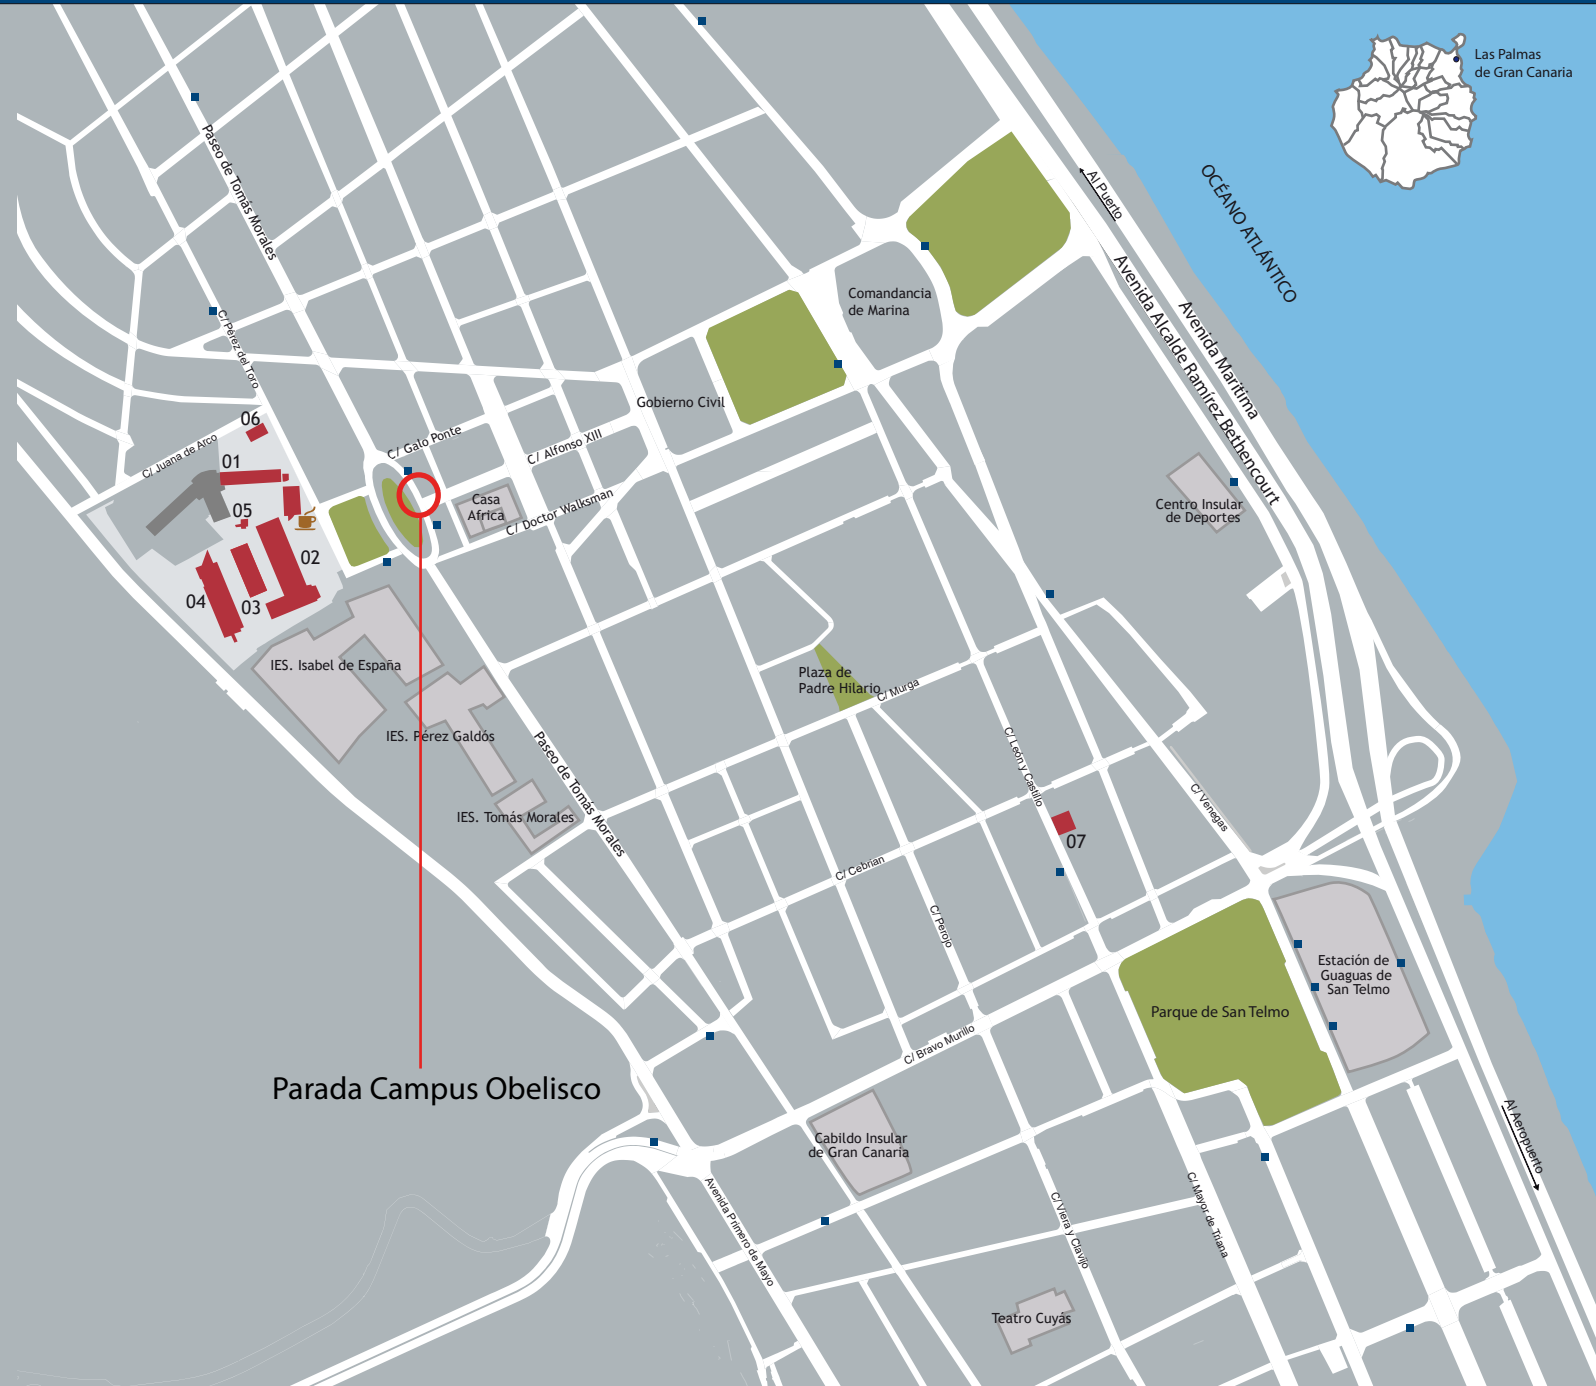 Las Palmas
de Gran Canaria
OCÉANO ATLÁNTICO
Al Puerto
Paseo de Tomás Morales
Avenida Marítima
Avenida Alcalde Ramírez Bethencourt
Comandancia
de Marina
C/ Pérez del Toro
Gobierno Civil
06
C/ Juana de Arco
C/ Galo Ponte
C/ Alfonso XIII
01
Casa
Africa
C/ Doctor Walksman
05
Centro Insular
de Deportes
02
04
03
IES. Isabel de España
Plaza de
Padre Hilario
C/ Murga
IES. Pérez Galdós
Paseo de Tomás Morales
C/ León y Castillo
C/ Venegas
IES. Tomás Morales
07
C/ Cebrian
C/ Perojo
Estación de
Guaguas de
San Telmo
Parque de San Telmo
C/ Bravo Murillo
Parada Campus Obelisco
Cabildo Insular
de Gran Canaria
Al Aeropuerto
Avenida Primero de Mayo
C/ Viera y Clavijo
C/ Mayor de Triana
Teatro Cuyás